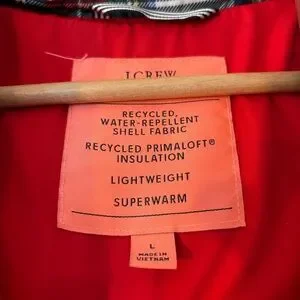 J.CREW
RECYCLED,
WATER-REPELLENT
SHELL FABRIC
RECYCLED PRIMALOFT®
INSULATION
LIGHTWEIGHT
SUPERWARM
L
MADE IN
VIETNAM